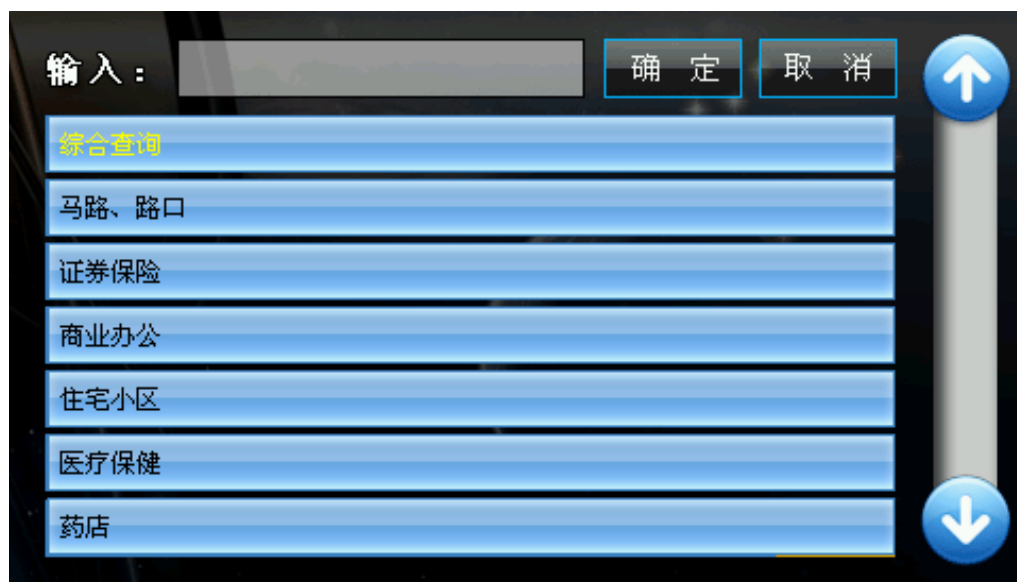 输入： 确 定 取 消
综合查询
马路、路口
证券保险
商业办公
住宅小区
医疗保健
药店